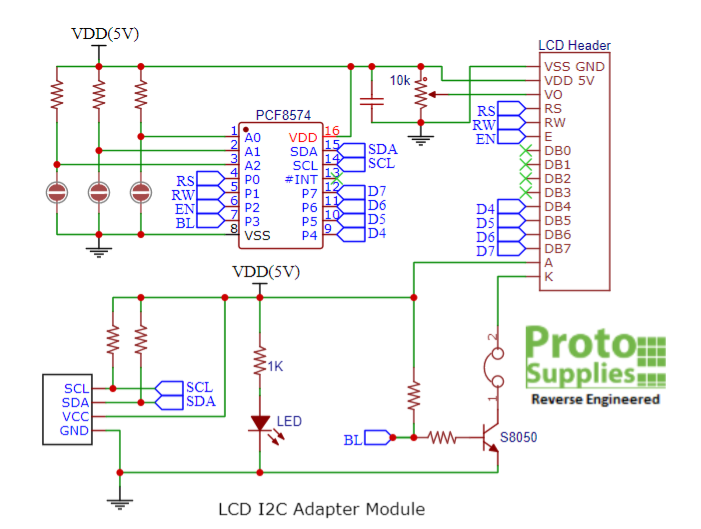 VDD(5V)
LCD Header
10k
VSS GND
VDD 5V
VO
RS
RW
E
DB0
DB1
DB2
DB3
DB4
DB5
DB6
DB7
A
K
RS
RW
EN
D4
D5
D6
D7
PCF8574
1 A0
2 A1
3 A2
4 P0
5 P1
6 P2
7 P3
8 VSS
VDD 16
SDA 15
SCL 14
#INT 13
P7 12
P6 11
P5 10
P4 9
RS
RW
EN
BL
SDA
SCL
D7
D6
D5
D4
VDD(5V)
SCL
SDA
VCC
GND
SCL
SDA
1K
LED
BL
2
1
S8050
Proto
Supplies
Reverse Engineered
LCD I2C Adapter Module